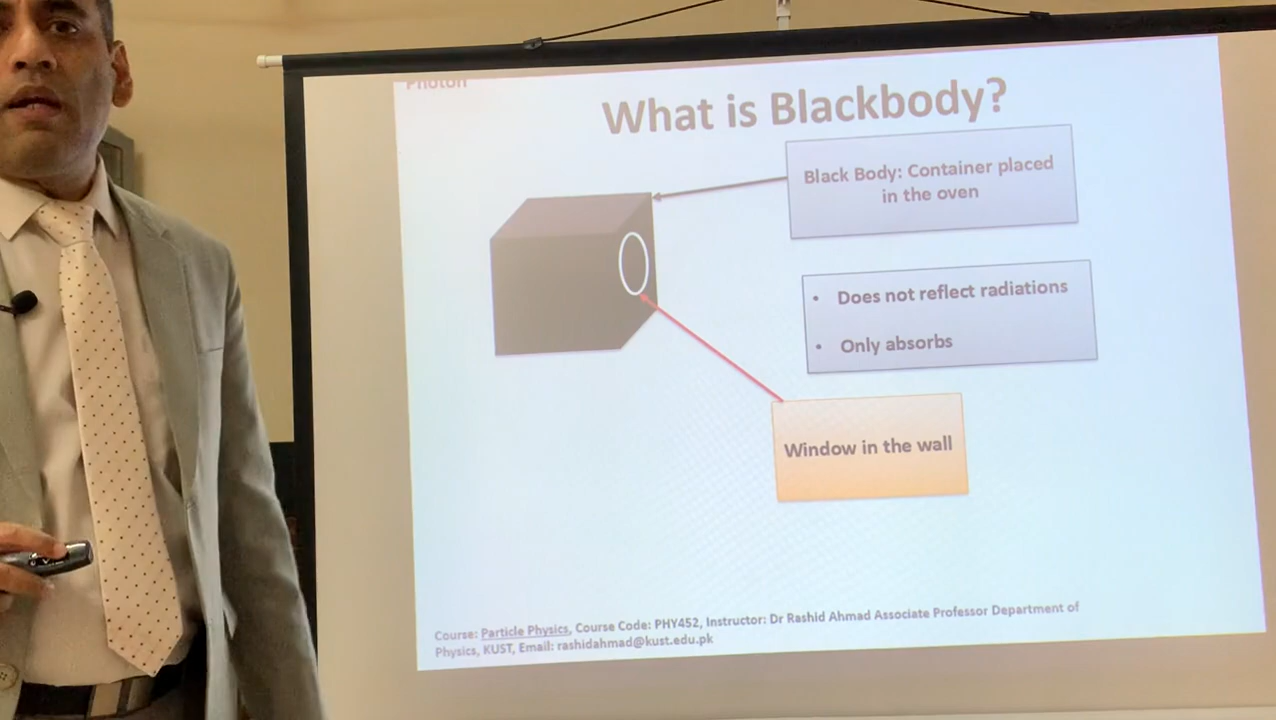 Photon
What is Blackbody?
Black Body: Container placed
in the oven
• Does not reflect radiations
• Only absorbs
Window in the wall
Course: Particle Physics, Course Code: PHY452, Instructor: Dr Rashid Ahmad Associate Professor Department of
Physics, KUST, Email: rashidahmad@kust.edu.pk